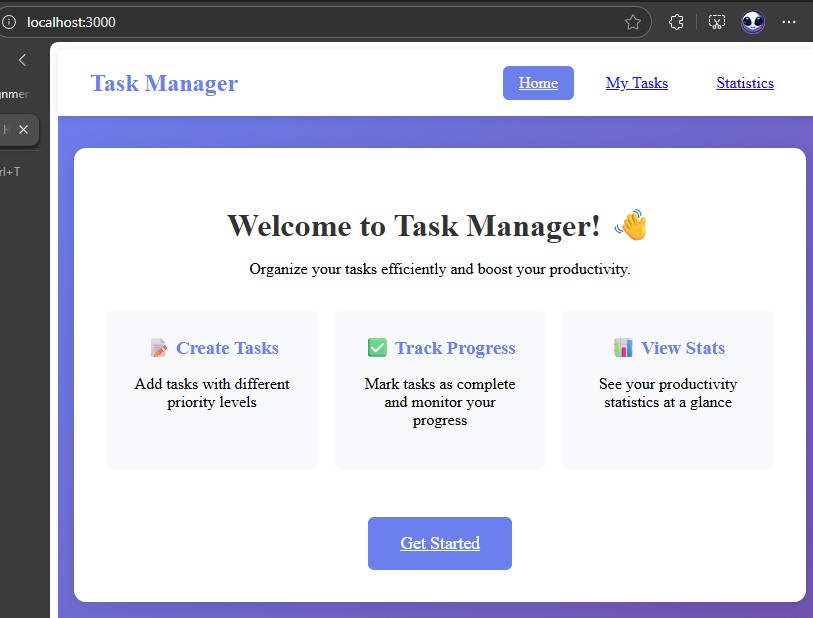 localhost:3000
Task Manager
Home
My Tasks
Statistics
Welcome to Task Manager! 👋
Organize your tasks efficiently and boost your productivity.
📝 Create Tasks
Add tasks with different
priority levels
✅ Track Progress
Mark tasks as complete
and monitor your
progress
📊 View Stats
See your productivity
statistics at a glance
Get Started